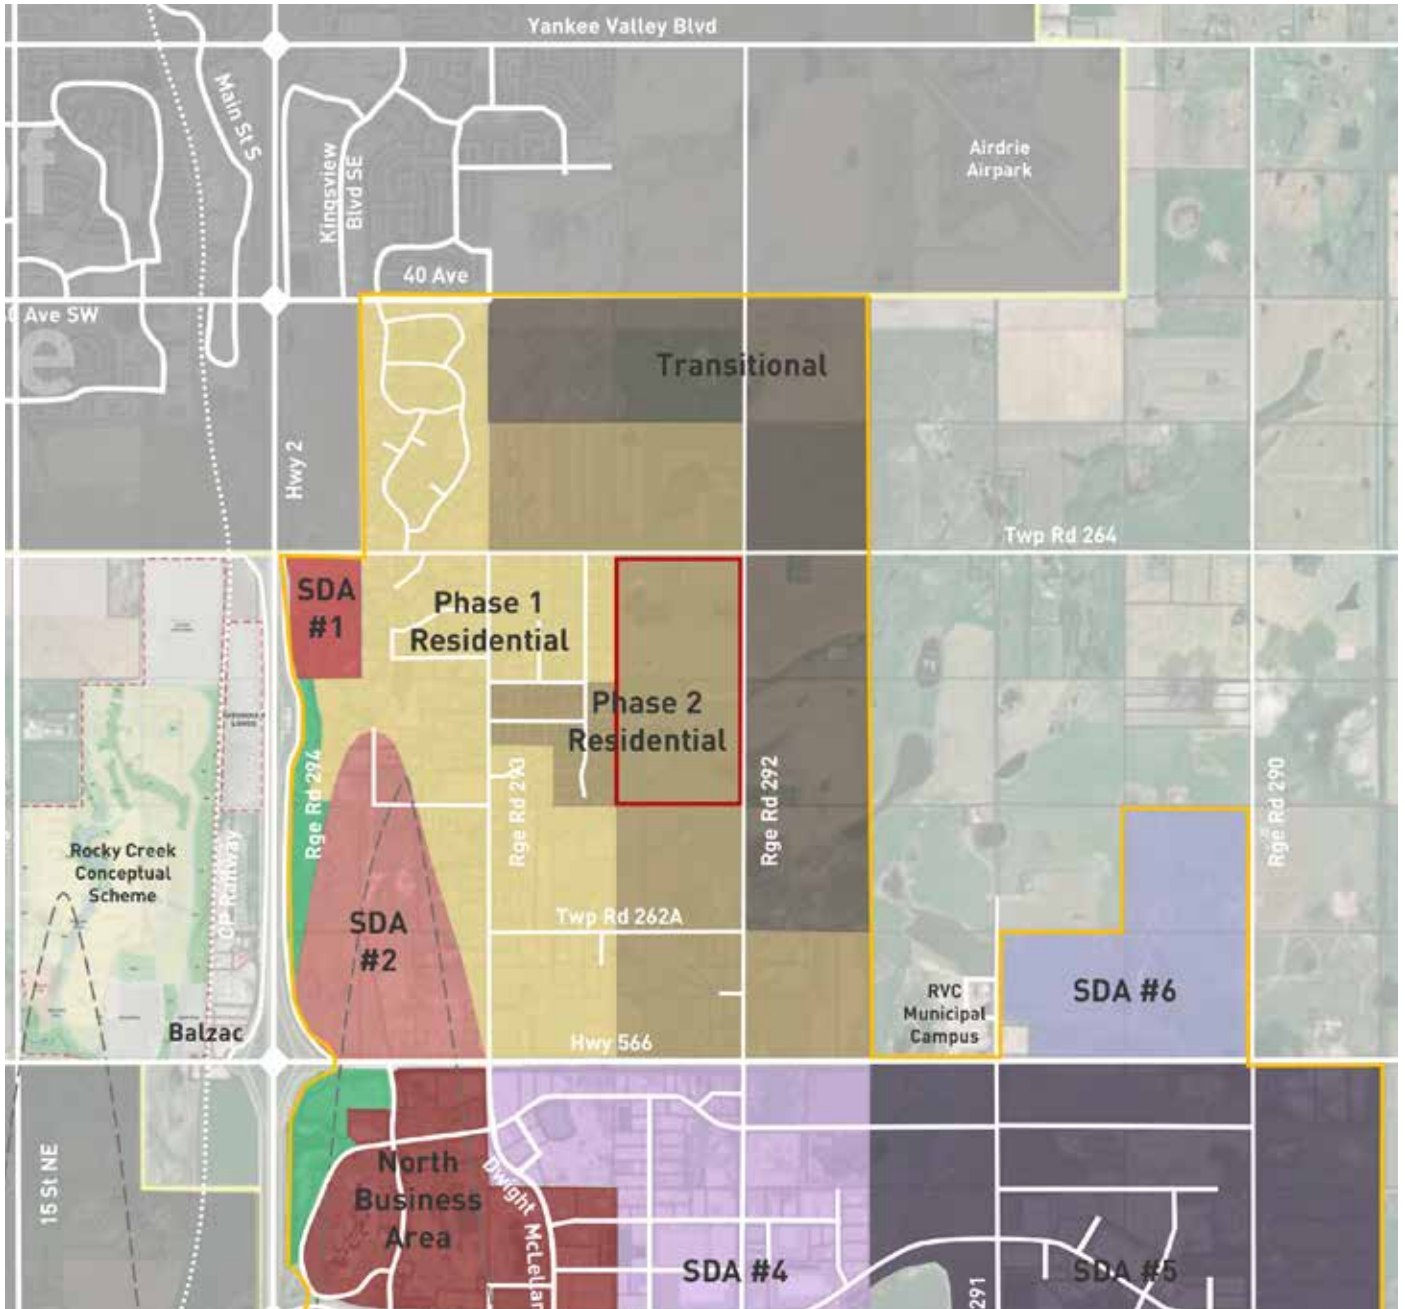 Yankee Valley Blvd
Main St S
Kingsview
Blvd SE
Airdrie
Airpark
40 Ave
Ave SW
e
Transitional
Hwy 2
Twp Rd 264
SDA
#1
Phase 1
Residential
Phase 2
Residential
Rge Rd 294
Rge Rd 293
Rge Rd 292
Rge Rd 290
Rocky Creek
Conceptual
Scheme
CP Railway
SDA
#2
Twp Rd 262A
RVC
Municipal
Campus
SDA #6
Balzac
Hwy 566
15 St NE
North
Business
Area
Dwight McLellan
SDA #4
291
SDA #5